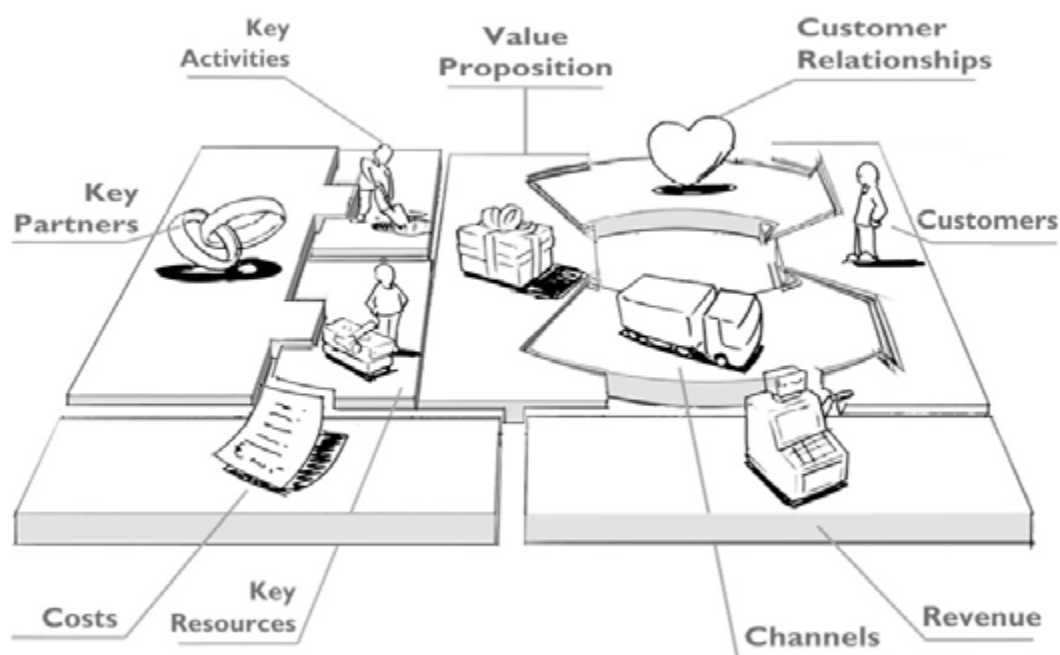 Key
Activities
Value
Proposition
Customer
Relationships
Key
Partners
Customers
Costs
Key
Resources
Channels
Revenue